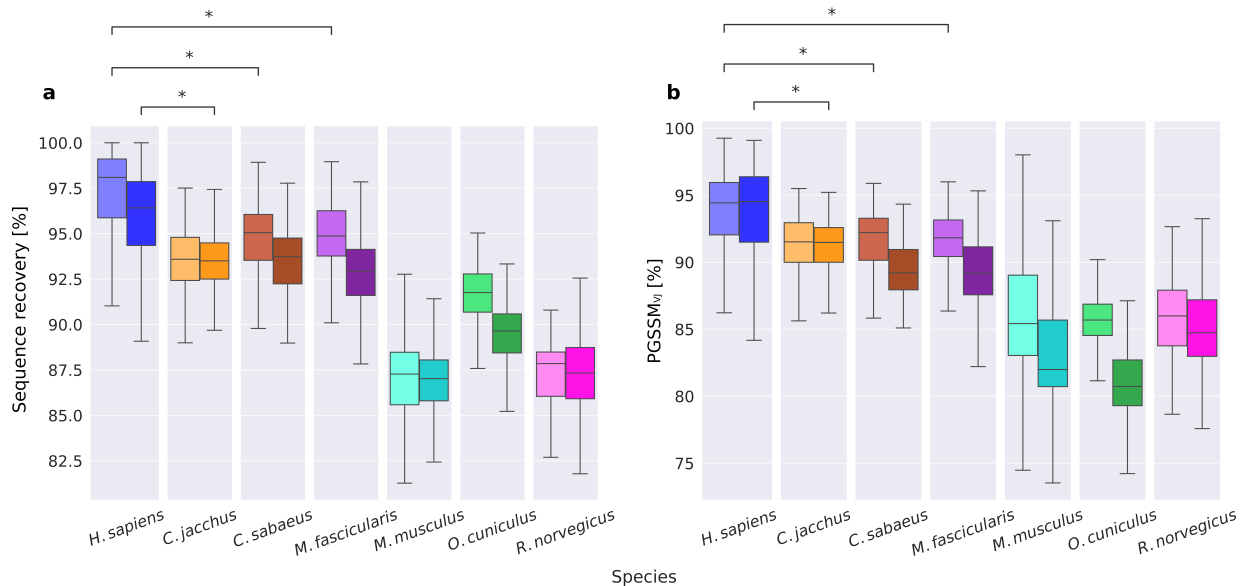 *
*
*
*
*
*
a
b
Sequence recovery [%]
100.0
97.5
95.0
92.5
90.0
87.5
85.0
82.5
PGSSMVJ [%]
100
95
90
85
80
75
H. sapiens
C. jacchus
C. sabaeus
M. fascicularis
M. musculus
O. cuniculus
R. norvegicus
H. sapiens
C. jacchus
C. sabaeus
M. fascicularis
M. musculus
O. cuniculus
R. norvegicus
Species